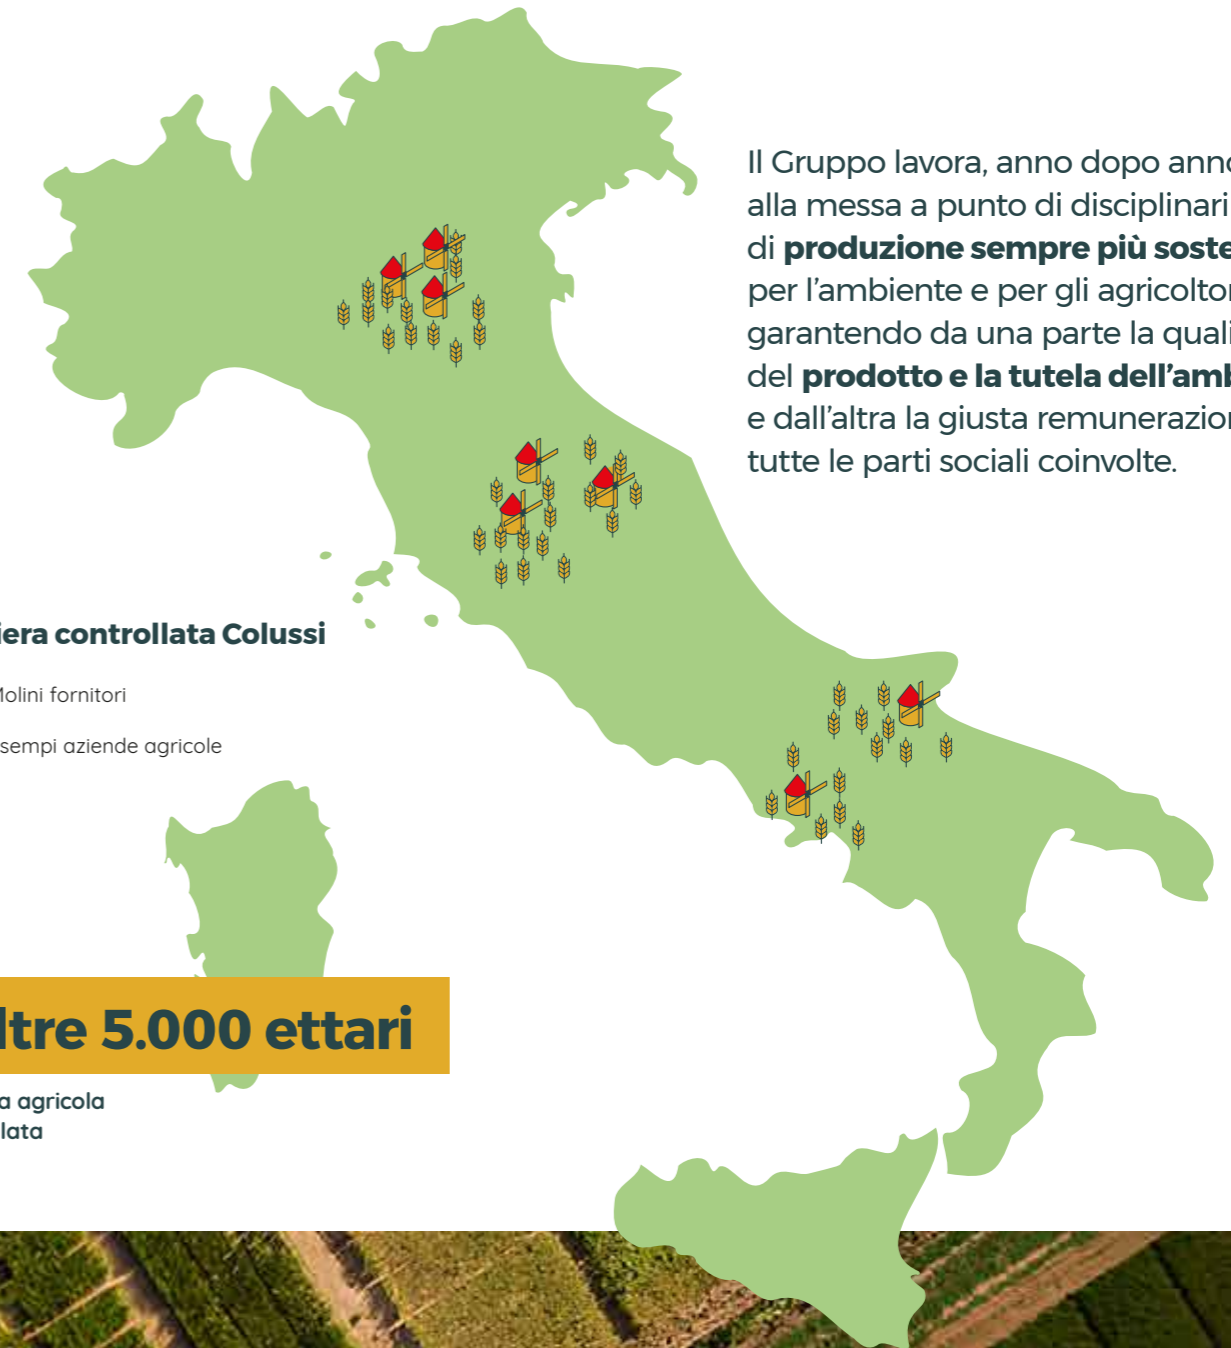 Il Gruppo lavora, anno dopo anno
alla messa a punto di disciplinari
di produzione sempre più soste
per l’ambiente e per gli agricoltor
garantendo da una parte la quali
del prodotto e la tutela dell’amb
e dall’altra la giusta remunerazion
tutte le parti sociali coinvolte.
iera controllata Colussi
Molini fornitori
sempi aziende agricole
ltre 5.000 ettari
a agricola
lata